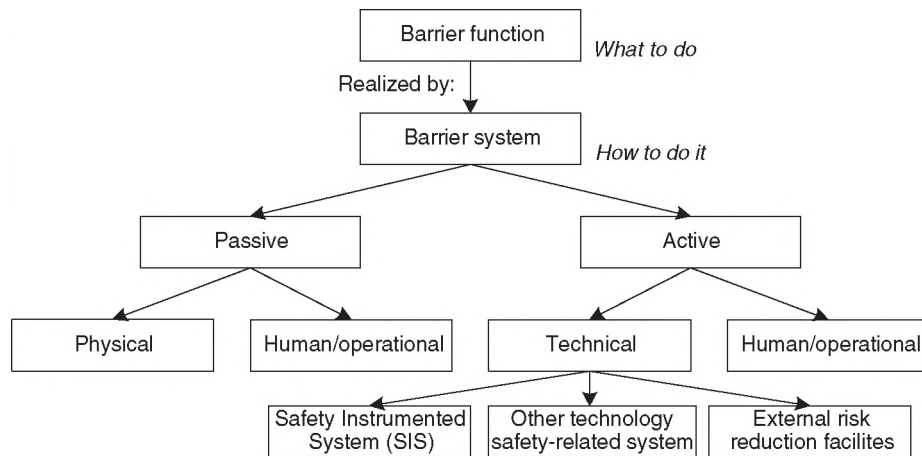 Barrier function
What to do
Realized by:
Barrier system
How to do it
Passive
Active
Physical
Human/operational
Technical
Human/operational
Safety Instrumented
System (SIS)
Other technology
safety-related system
External risk
reduction facilites